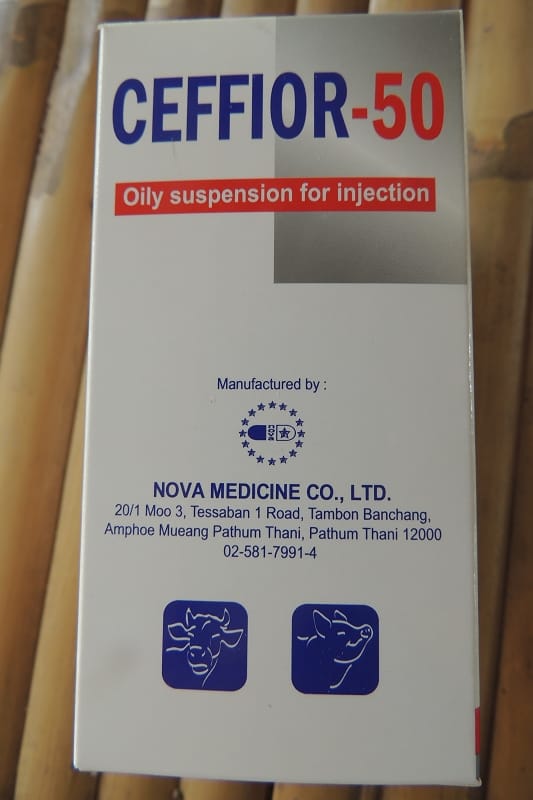 CEFFIOR-50
Oily suspension for injection
Manufactured by :
NOVA MEDICINE CO., LTD.
20/1 Moo 3, Tessaban 1 Road, Tambon Banchang,
Amphoe Mueang Pathum Thani, Pathum Thani 12000
02-581-7991-4